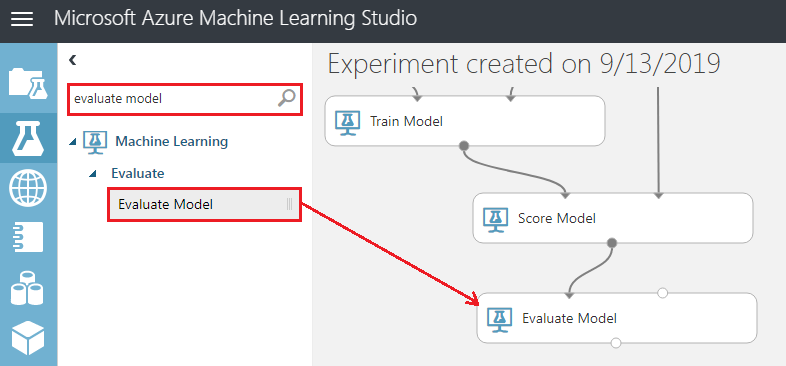 Microsoft Azure Machine Learning Studio
evaluate model
Machine Learning
Evaluate
Evaluate Model
Experiment created on 9/13/2019
Train Model
Score Model
Evaluate Model